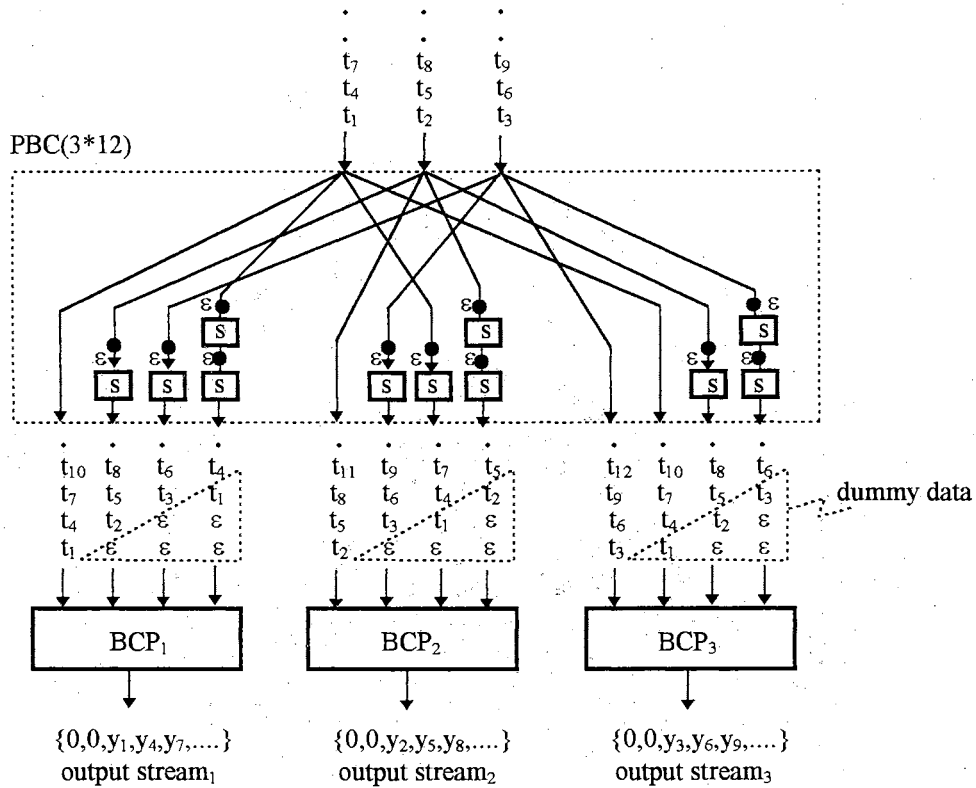 t₇ t₈ t₉
t₄ t₅ t₆
t₁ t₂ t₃
PBC(3*12)
ε ε ε
s s s
ε ε ε ε ε ε ε ε
s s s s s s s s
t₁₀ t₈ t₆ t₄ t₁₁ t₉ t₇ t₅ t₁₂ t₁₀ t₈ t₆
t₇ t₅ t₃ t₁ t₈ t₆ t₄ t₂ t₉ t₇ t₅ t₃ dummy data
t₄ t₂ ε ε t₅ t₃ t₁ ε t₆ t₄ t₂ ε
t₁ ε ε ε t₂ ε ε ε t₃ t₁ ε ε
BCP₁ BCP₂ BCP₃
{0,0,y₁,y₄,y₇,....} {0,0,y₂,y₅,y₈,....} {0,0,y₃,y₆,y₉,....}
output stream₁ output stream₂ output stream₃